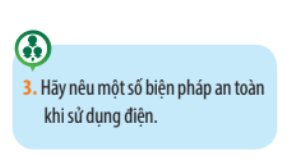 3. Hãy nêu một số biện pháp an toàn
khi sử dụng điện.